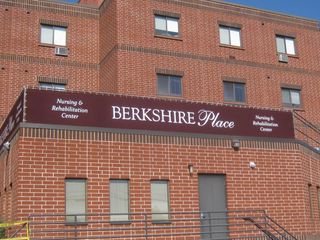 Nursing &
Rehabilitation
Center
BERKSHIRE Place
Nursing &
Rehabilitation
Center